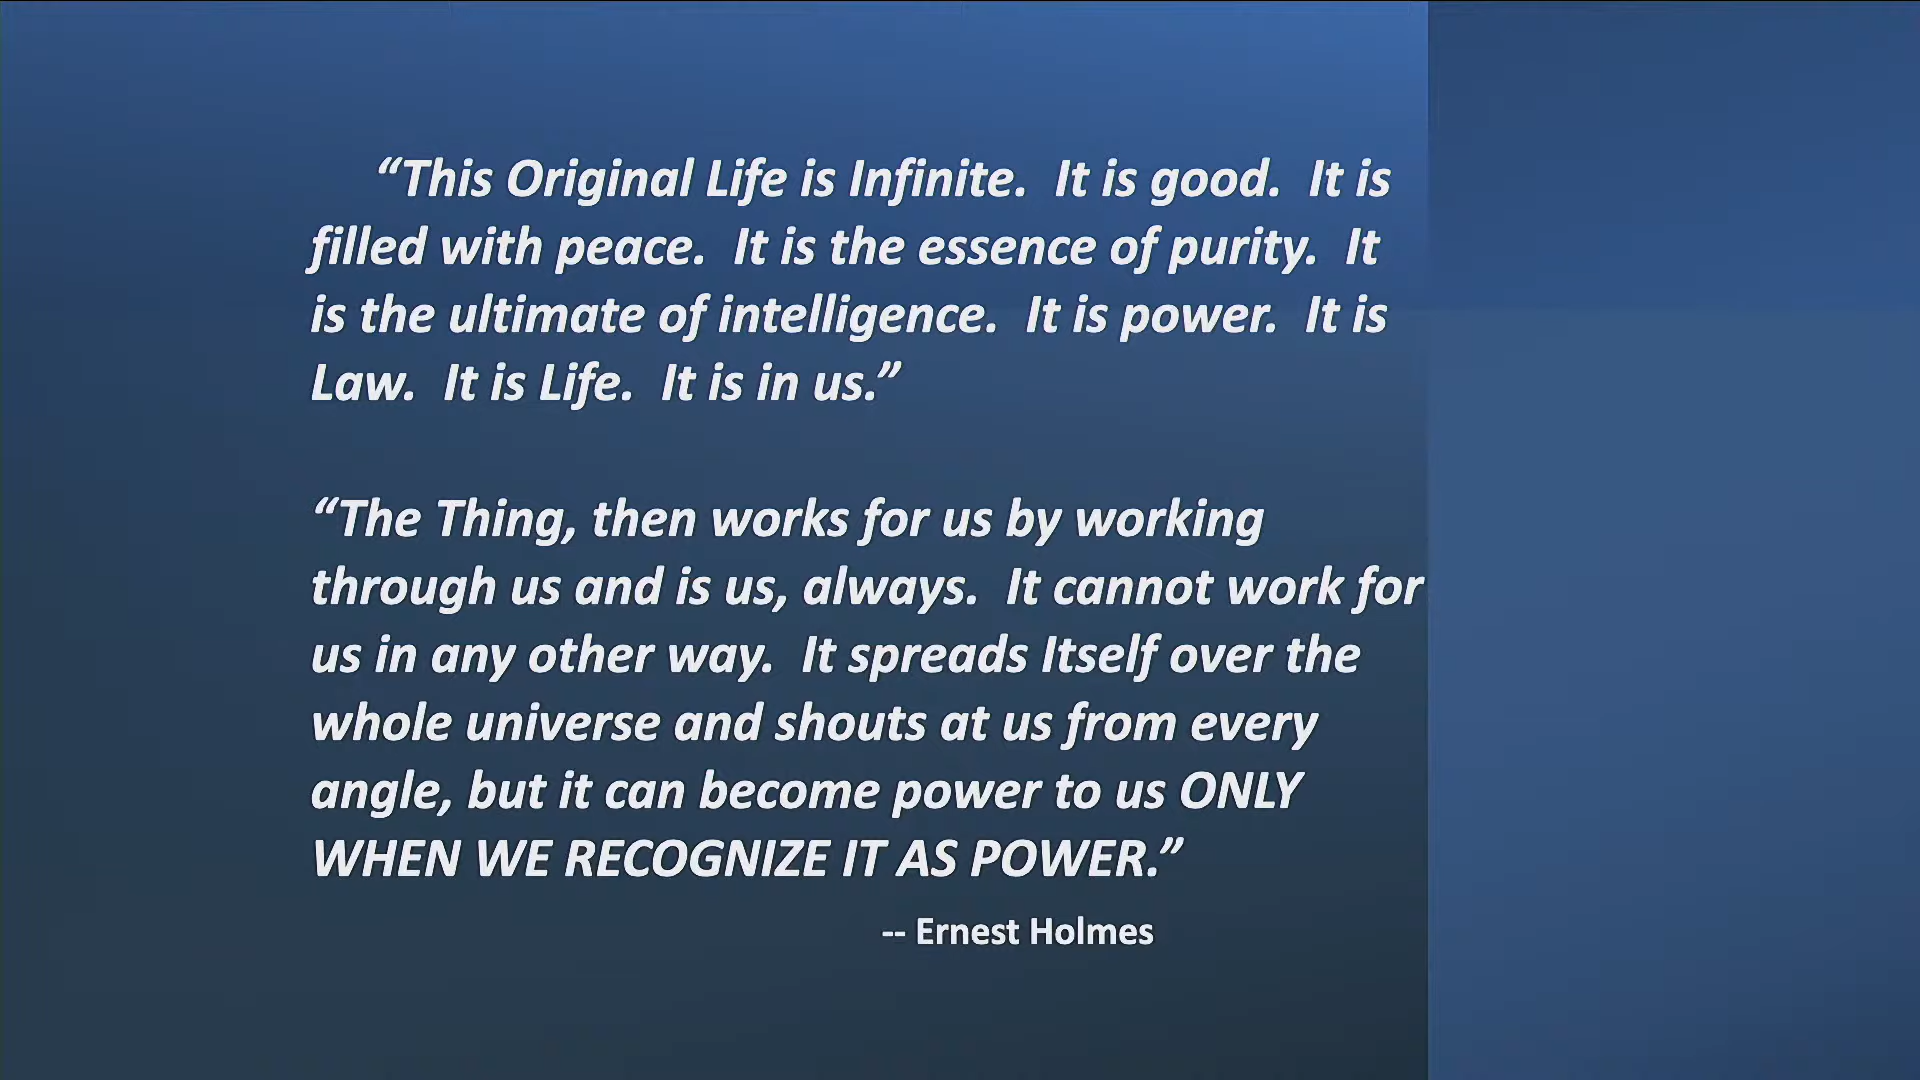 “This Original Life is Infinite.  It is good.  It is
filled with peace.  It is the essence of purity.  It
is the ultimate of intelligence.  It is power.  It is
Law.  It is Life.  It is in us.”
“The Thing, then works for us by working
through us and is us, always.  It cannot work for
us in any other way.  It spreads Itself over the
whole universe and shouts at us from every
angle, but it can become power to us ONLY
WHEN WE RECOGNIZE IT AS POWER.”
-- Ernest Holmes